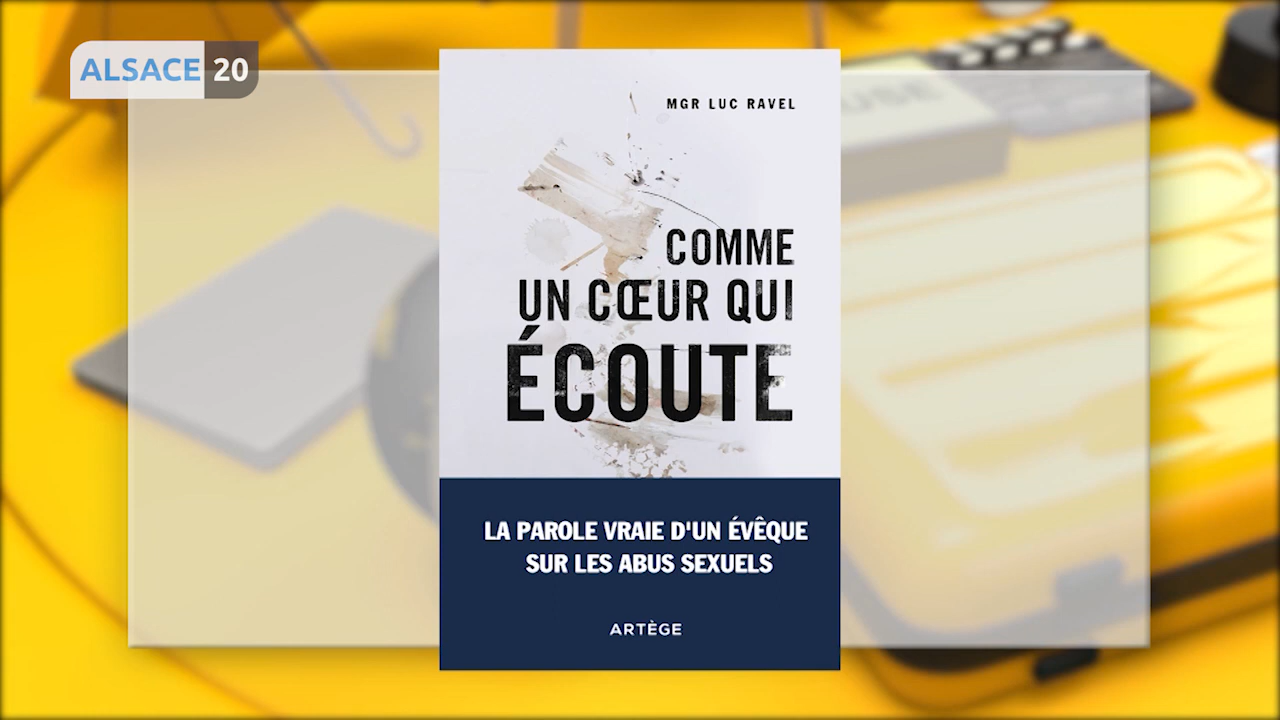 ALSACE 20
MGR LUC RAVEL
COMME
UN CŒUR QUI
ÉCOUTE
LA PAROLE VRAIE D'UN ÉVÊQUE
SUR LES ABUS SEXUELS
ARTÈGE